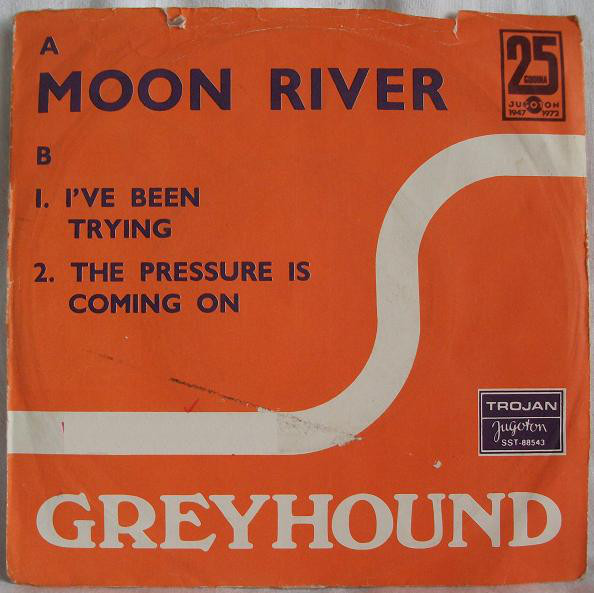 A
MOON RIVER
B
1. I'VE BEEN
TRYING
2. THE PRESSURE IS
COMING ON
25
GODINA
JUGOTON
1947 1972
TROJAN
Jugoton
SST-88543
GREYHOUND